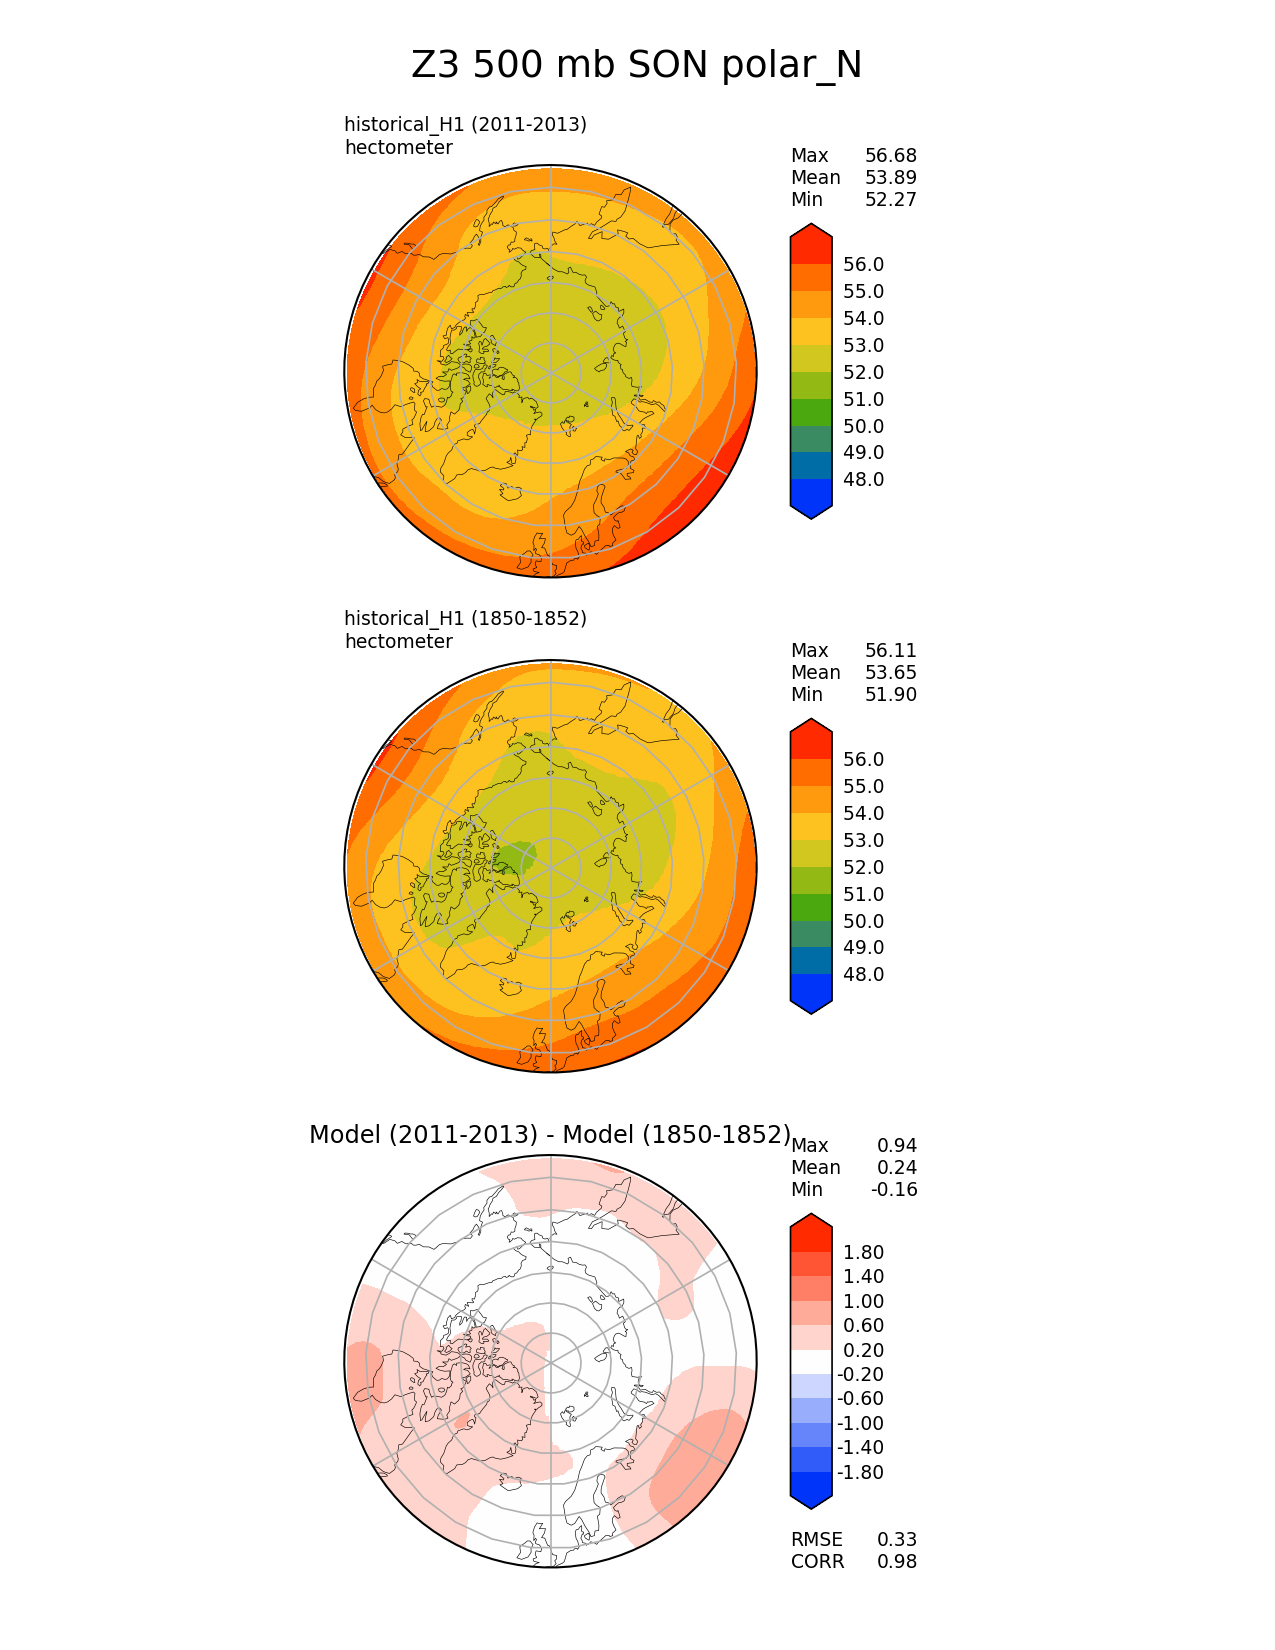 Z3 500 mb SON polar_N
historical_H1 (2011-2013)
hectometer
Max 56.68
Mean 53.89
Min 52.27
56.0
55.0
54.0
53.0
52.0
51.0
50.0
49.0
48.0
historical_H1 (1850-1852)
hectometer
Max 56.11
Mean 53.65
Min 51.90
56.0
55.0
54.0
53.0
52.0
51.0
50.0
49.0
48.0
Model (2011-2013) - Model (1850-1852)
Max 0.94
Mean 0.24
Min -0.16
1.80
1.40
1.00
0.60
0.20
-0.20
-0.60
-1.00
-1.40
-1.80
RMSE 0.33
CORR 0.98